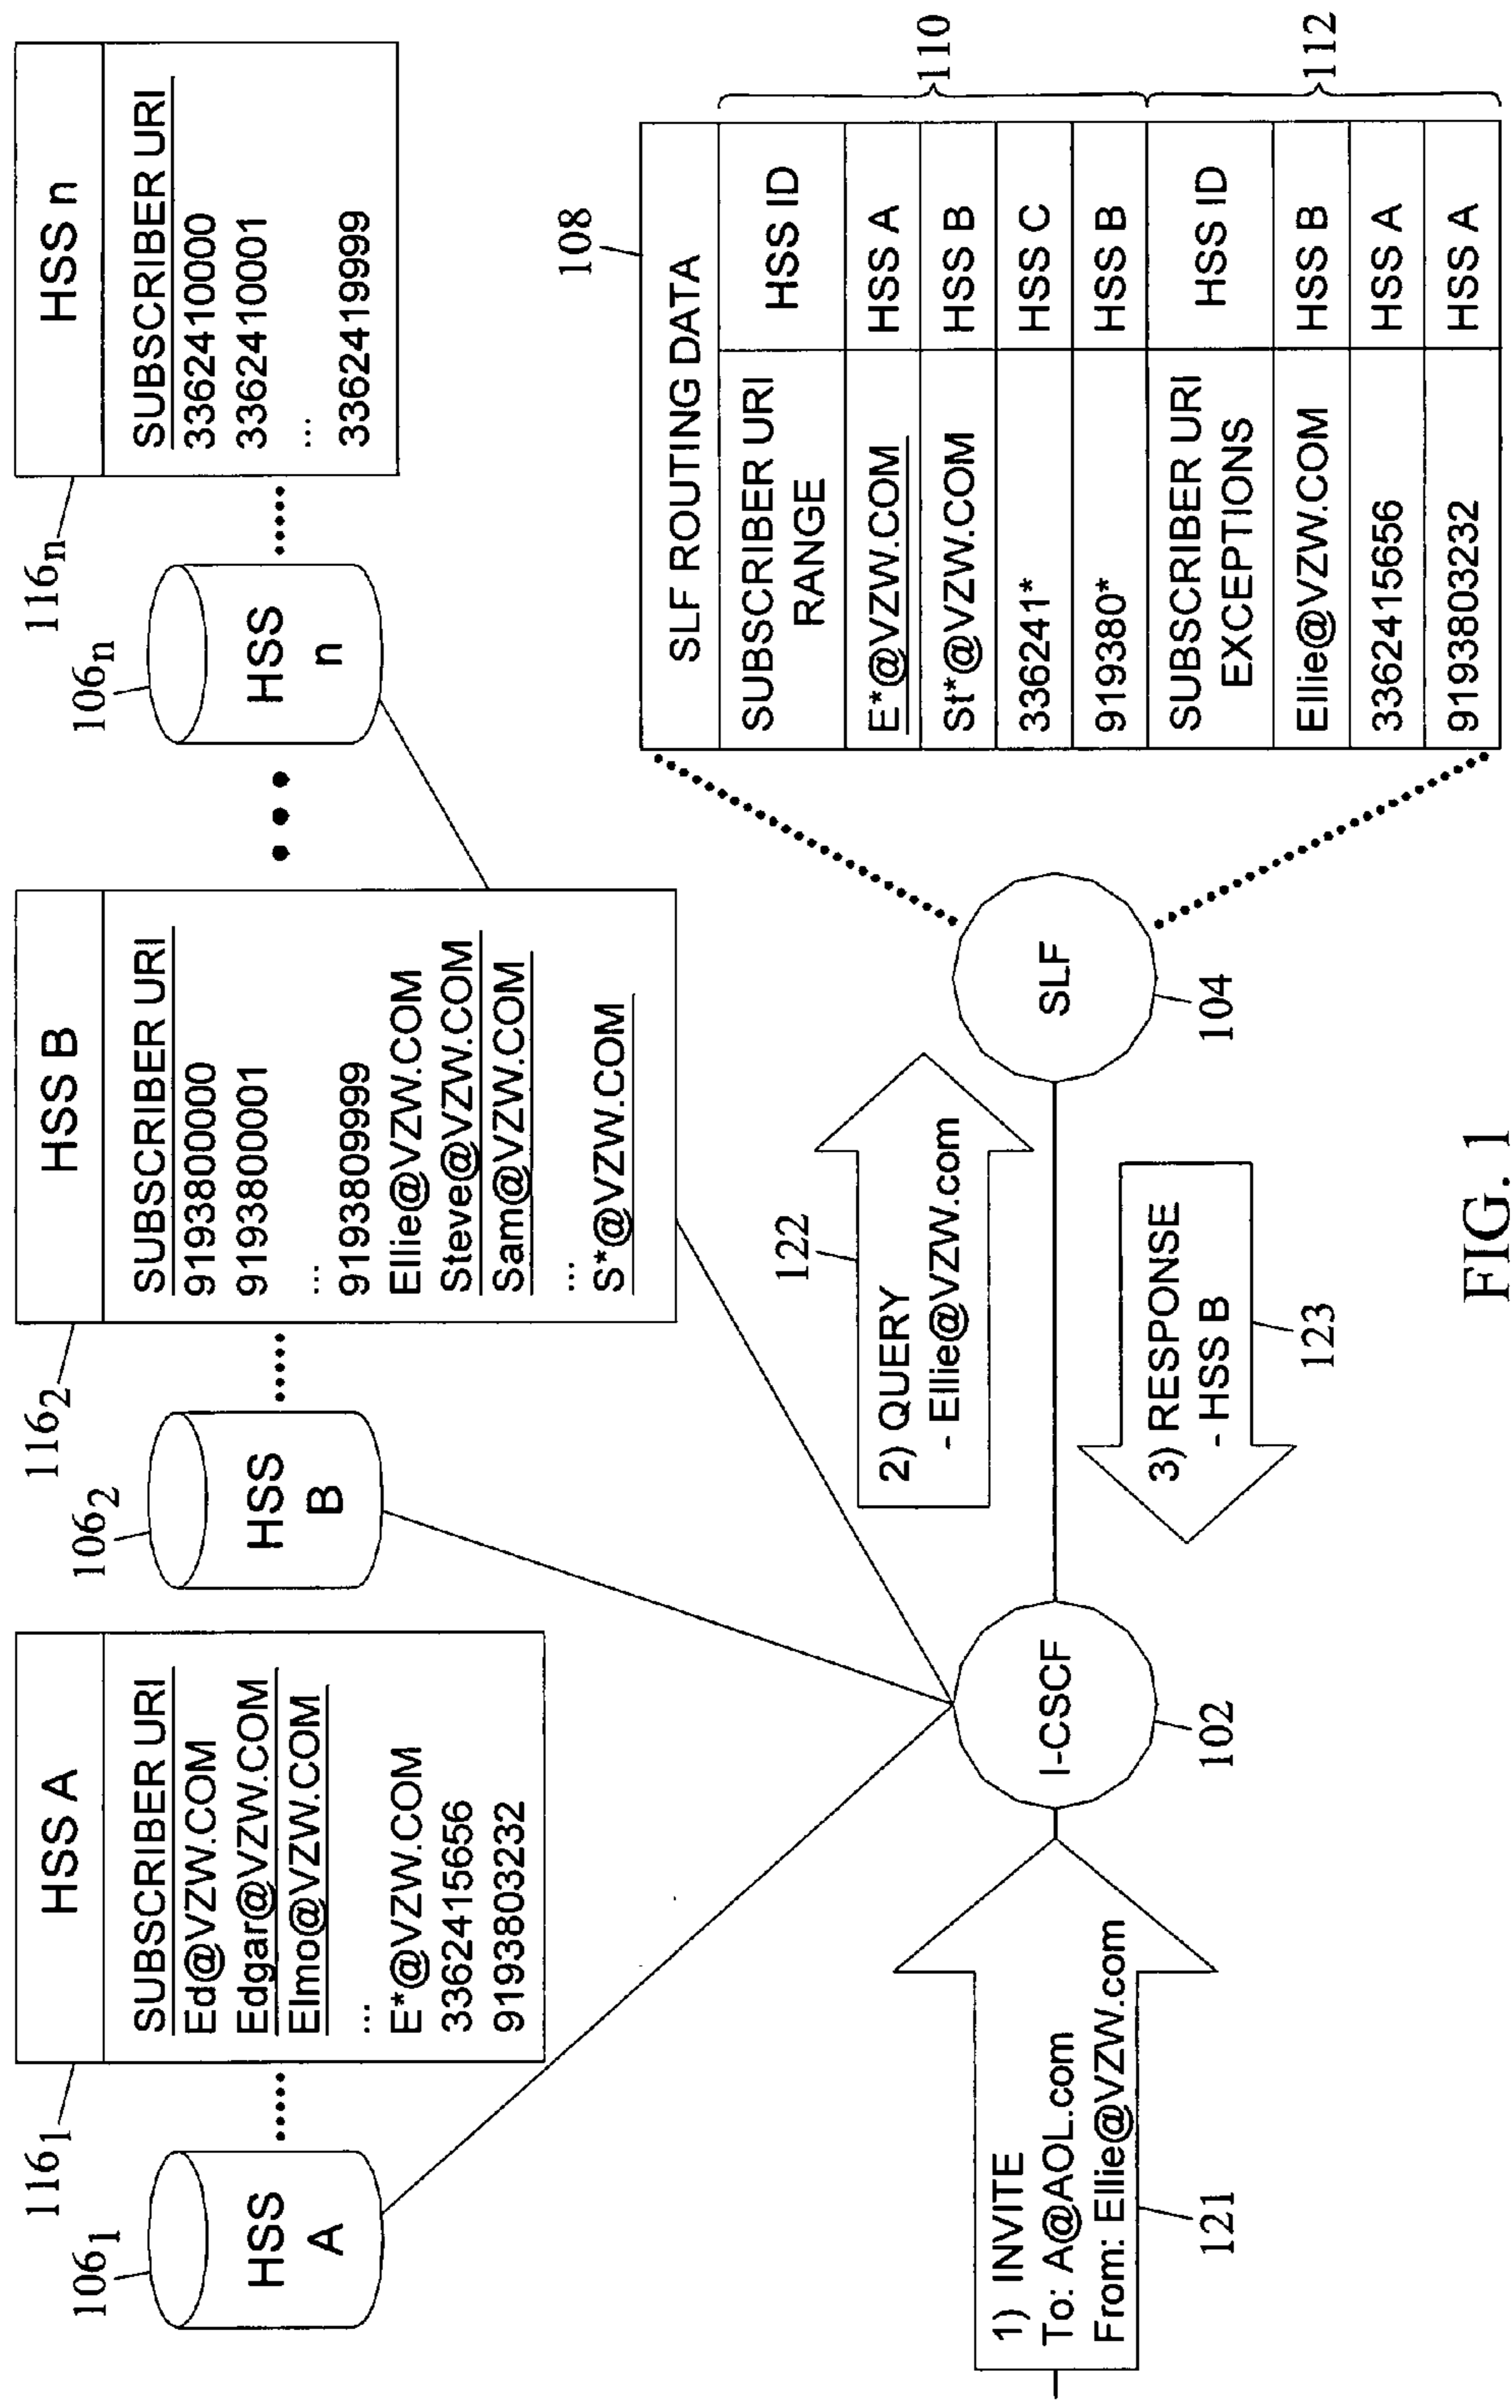 106₁
HSS
A
116₁
HSS A
SUBSCRIBER URI
Ed@VZW.COM
Edgar@VZW.COM
Elmo@VZW.COM
...
E*@VZW.COM
3362415656
9193803232
106₂
HSS
B
116₂
HSS B
SUBSCRIBER URI
9193800000
9193800001
...
9193809999
Ellie@VZW.COM
Steve@VZW.COM
Sam@VZW.COM
...
S*@VZW.COM
106ₙ
HSS
n
116ₙ
HSS n
SUBSCRIBER URI
3362410000
3362410001
...
3362419999
1) INVITE
To: A@AOL.com
From: Ellie@VZW.com
121
I-CSCF
102
2) QUERY
- Ellie@VZW.com
122
3) RESPONSE
- HSS B
123
SLF
104
108
SLF ROUTING DATA
SUBSCRIBER URI
RANGE
HSS ID
E*@VZW.COM HSS A
St*@VZW.COM HSS B
336241* HSS C
919380* HSS B
SUBSCRIBER URI
EXCEPTIONS
HSS ID
Ellie@VZW.COM HSS B
3362415656 HSS A
9193803232 HSS A
110
112
FIG. 1